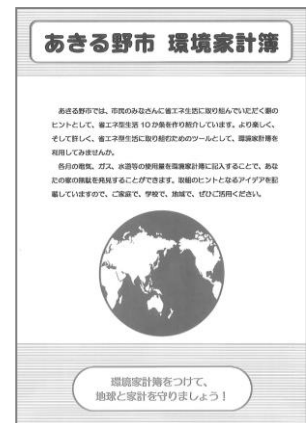 あきる野市 環境家計簿
あきる野市では、市民のみなさんに省エネ生活に取り組んでいただく際の
ヒントとして、省エネ型生活10か条を作り紹介しています。より楽しく、
そして詳しく、省エネ型生活に取り組むためのツールとして、環境家計簿を
利用してみませんか。
各月の電気、ガス、水道等の使用量を環境家計簿に記入することで、あな
たの家の無駄を発見することができます。取組のヒントとなるアイデアを記
載していますので、ご家庭で、学校で、地域で、ぜひご活用ください。
環境家計簿をつけて、
地球と家計を守りましょう！